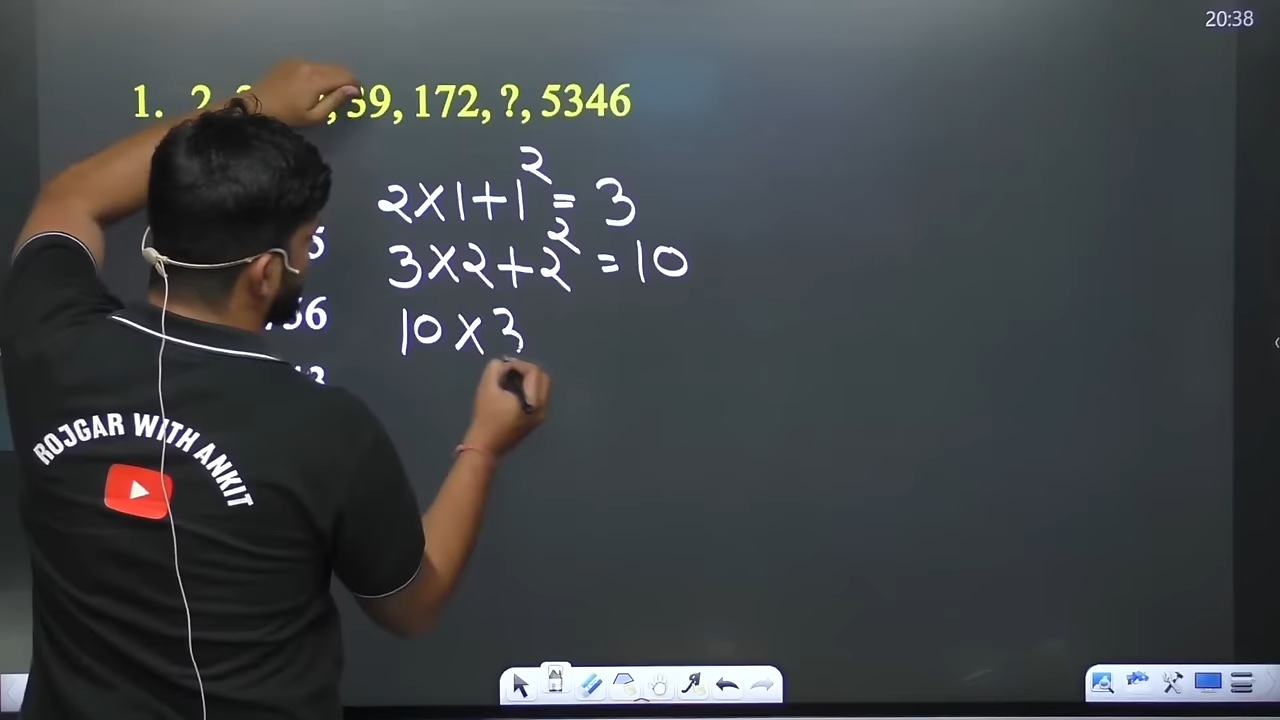 20:38
1. 2, 39, 172, ?, 5346
2×1+1²= 3
3×2+2² =10
10×3
56
ROJGAR WITH ANKIT